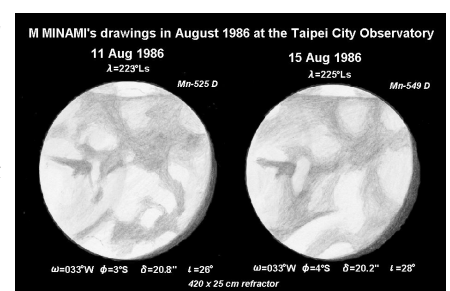 M MINAMI's drawings in August 1986 at the Taipei City Observatory
11 Aug 1986
λ=223°Ls
Mn-525 D
15 Aug 1986
λ=225°Ls
Mn-549 D
ω=033°W ϕ=3°S δ=20.8" ι=26°
ω=033°W ϕ=4°S δ=20.2" ι=28°
420 x 25 cm refractor